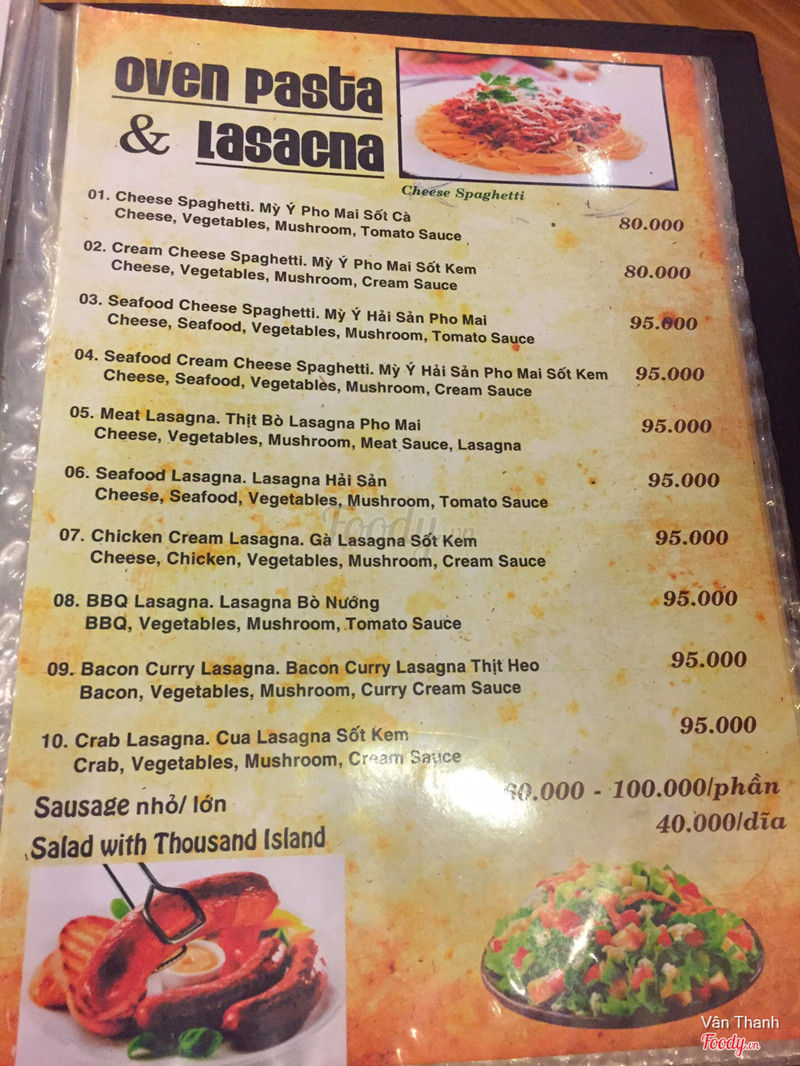 Oven Pasta
& Lasagna
Cheese Spaghetti
01. Cheese Spaghetti. Mỳ Ý Pho Mai Sốt Cà 80.000
Cheese, Vegetables, Mushroom, Tomato Sauce
02. Cream Cheese Spaghetti. Mỳ Ý Pho Mai Sốt Kem 80.000
Cheese, Vegetables, Mushroom, Cream Sauce
03. Seafood Cheese Spaghetti. Mỳ Ý Hải Sản Pho Mai 95.000
Cheese, Seafood, Vegetables, Mushroom, Tomato Sauce
04. Seafood Cream Cheese Spaghetti. Mỳ Ý Hải Sản Pho Mai Sốt Kem 95.000
Cheese, Seafood, Vegetables, Mushroom, Cream Sauce
05. Meat Lasagna. Thịt Bò Lasagna Pho Mai 95.000
Cheese, Vegetables, Mushroom, Meat Sauce, Lasagna
06. Seafood Lasagna. Lasagna Hải Sản 95.000
Cheese, Seafood, Vegetables, Mushroom, Tomato Sauce
Foody.vn
07. Chicken Cream Lasagna. Gà Lasagna Sốt Kem 95.000
Cheese, Chicken, Vegetables, Mushroom, Cream Sauce
08. BBQ Lasagna. Lasagna Bò Nướng 95.000
BBQ, Vegetables, Mushroom, Tomato Sauce
09. Bacon Curry Lasagna. Bacon Curry Lasagna Thịt Heo 95.000
Bacon, Vegetables, Mushroom, Curry Cream Sauce
10. Crab Lasagna. Cua Lasagna Sốt Kem 95.000
Crab, Vegetables, Mushroom, Cream Sauce
Sausage nhỏ/ lớn 60.000 - 100.000/phần
Salad with Thousand Island 40.000/dĩa
Vân Thanh
Foody.vn